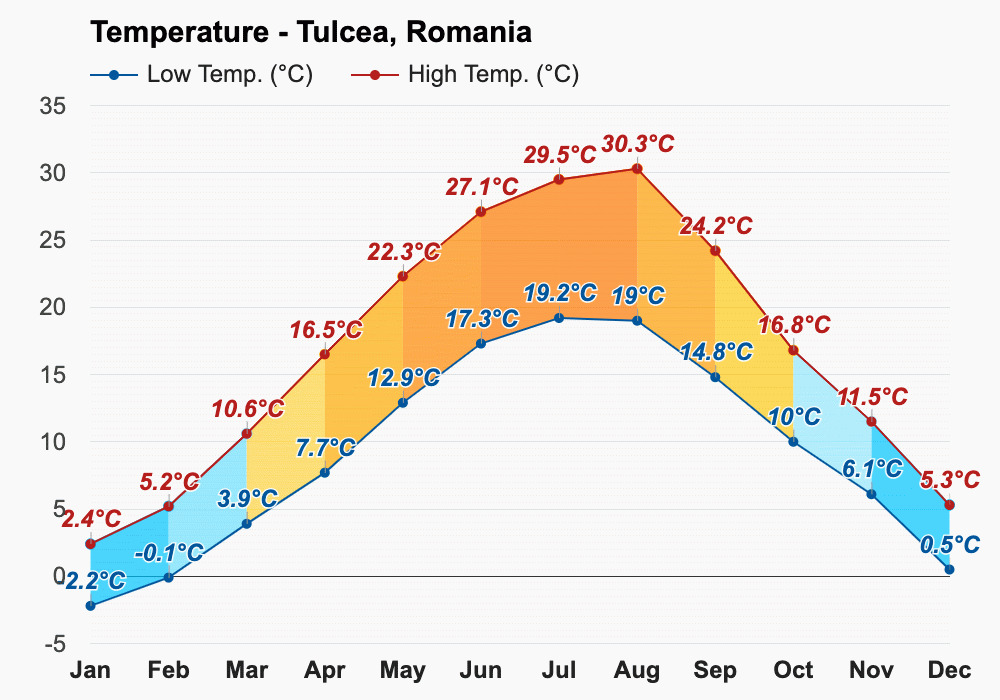 Temperature - Tulcea, Romania
Low Temp. (°C) High Temp. (°C)
35
30
25
20
15
10
5
0
-5
2.4°C
5.2°C
10.6°C
16.5°C
22.3°C
27.1°C
29.5°C
30.3°C
24.2°C
16.8°C
11.5°C
5.3°C
-2.2°C
-0.1°C
3.9°C
7.7°C
12.9°C
17.3°C
19.2°C
19°C
14.8°C
10°C
6.1°C
0.5°C
Jan Feb Mar Apr May Jun Jul Aug Sep Oct Nov Dec